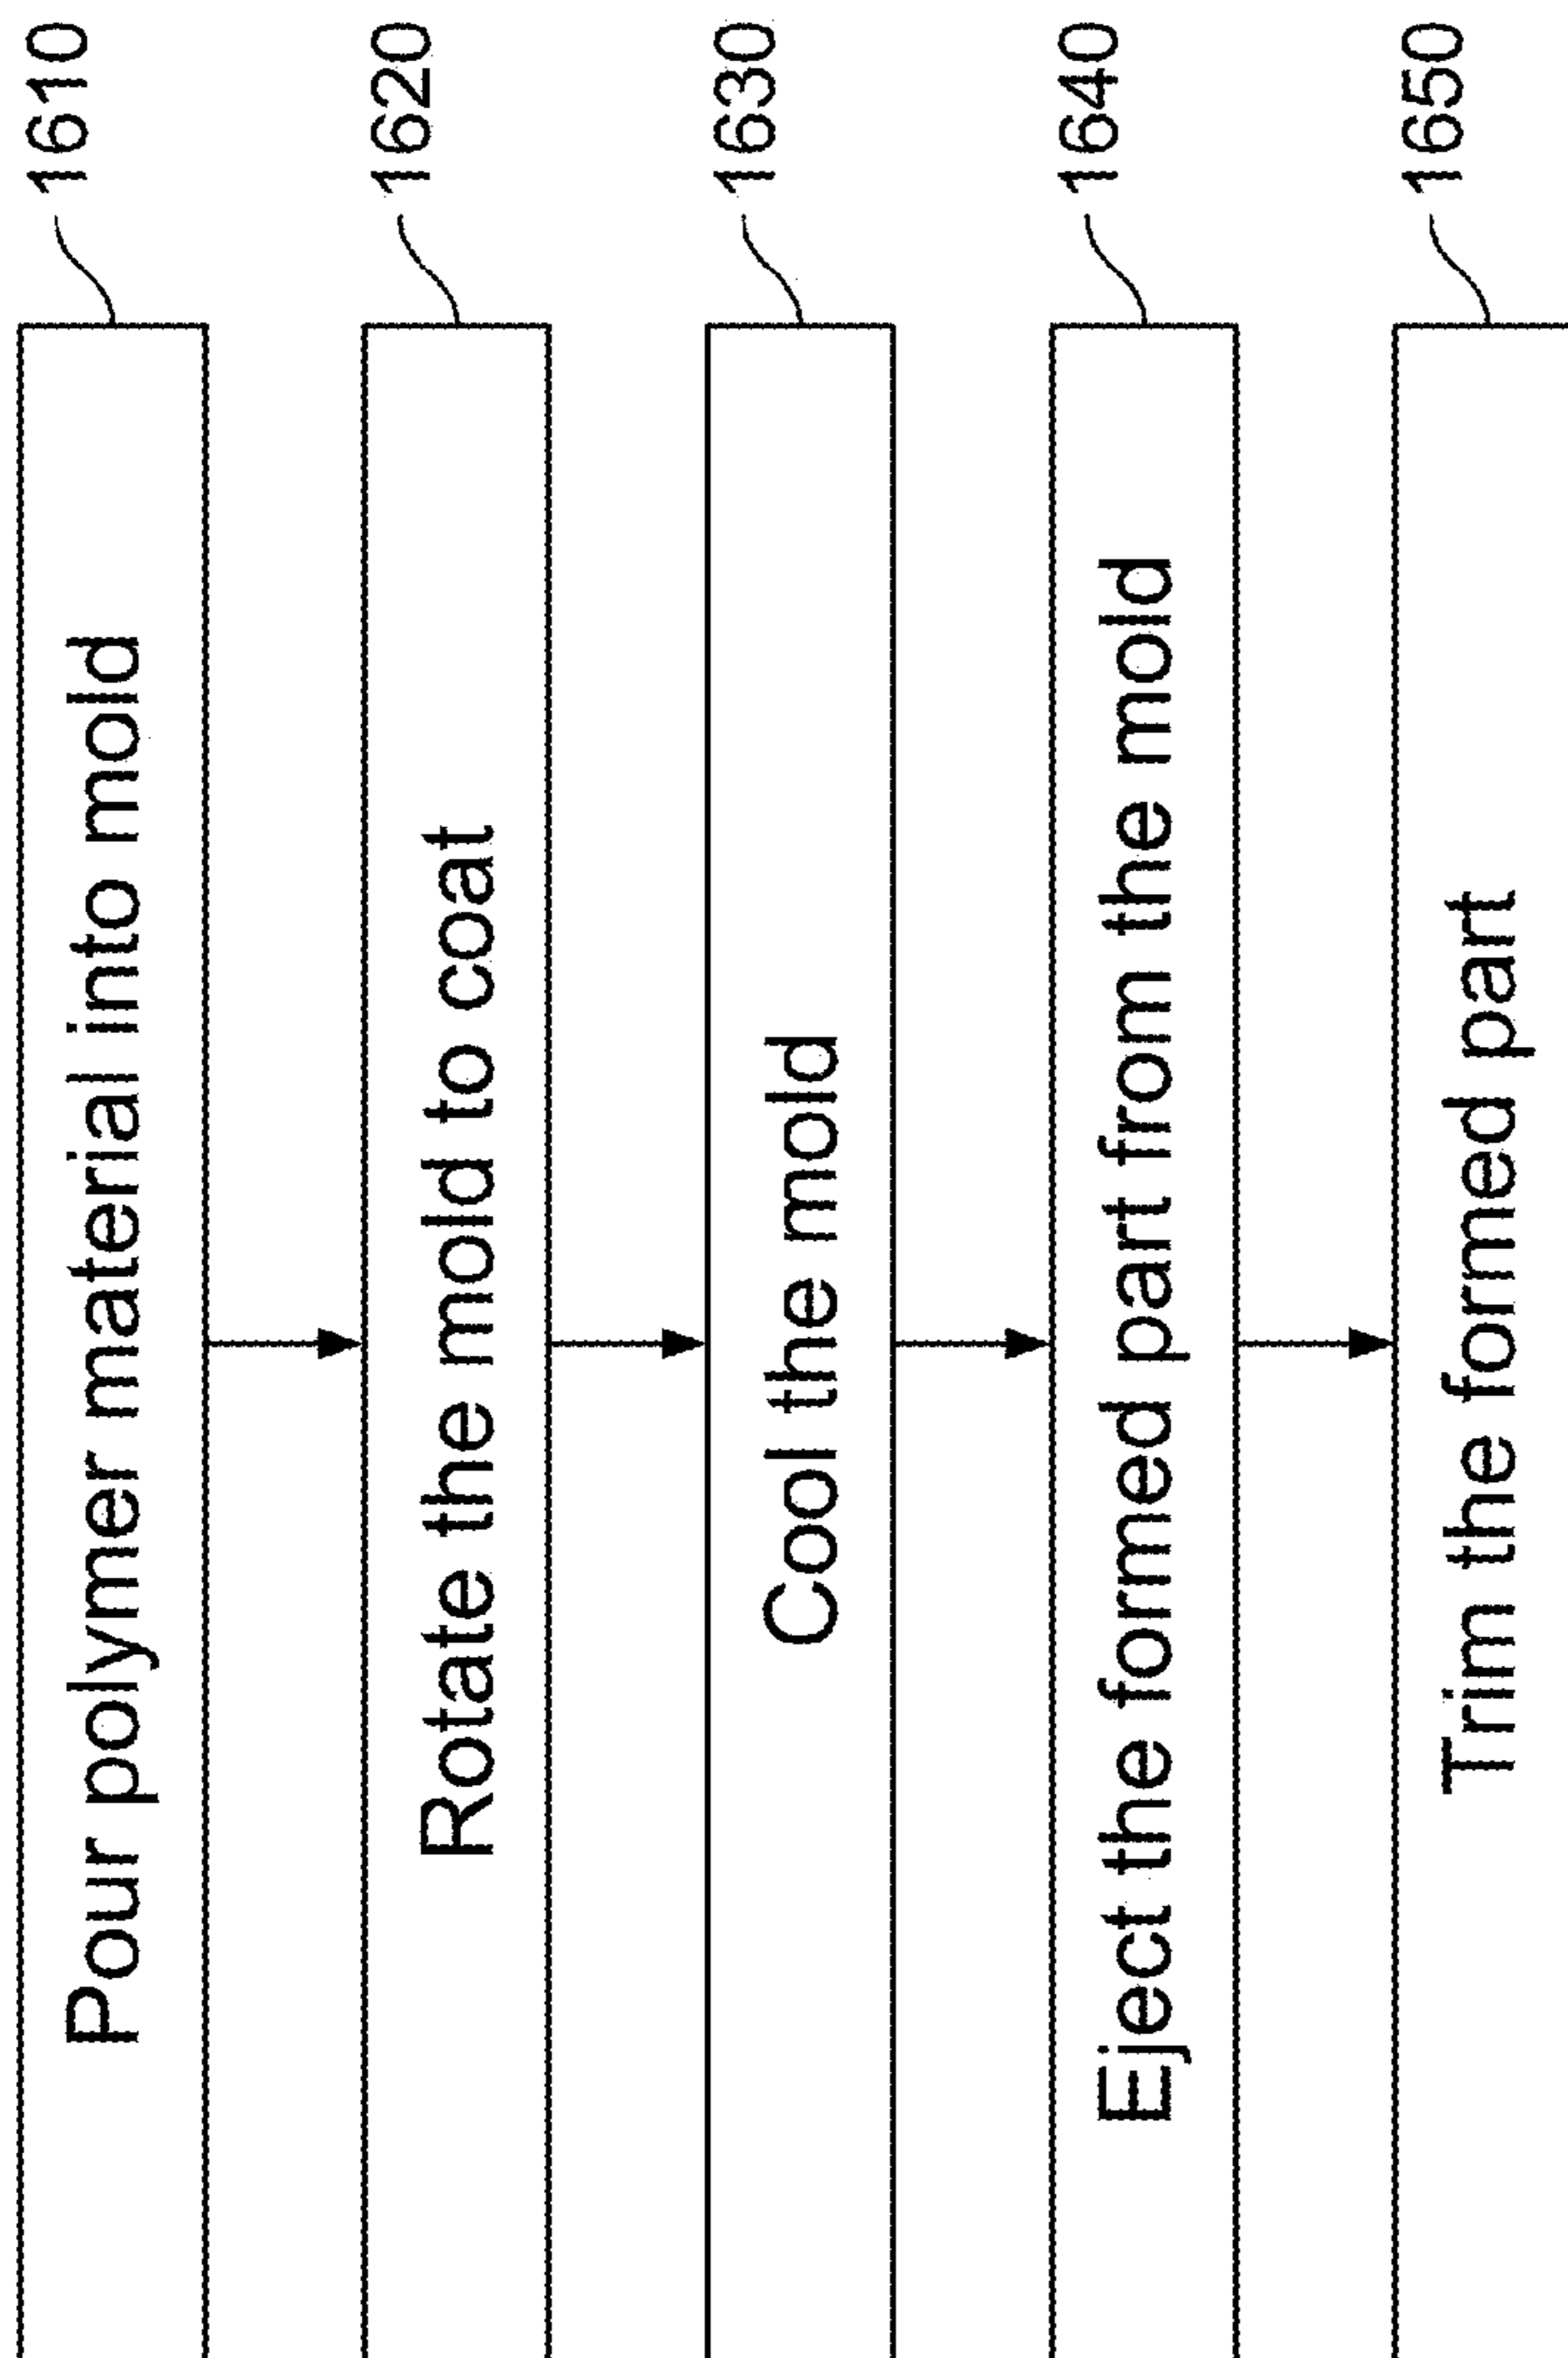 Pour polymer material into mold
1610
Rotate the mold to coat
1620
Cool the mold
1630
Eject the formed part from the mold
1640
Trim the formed part
1650